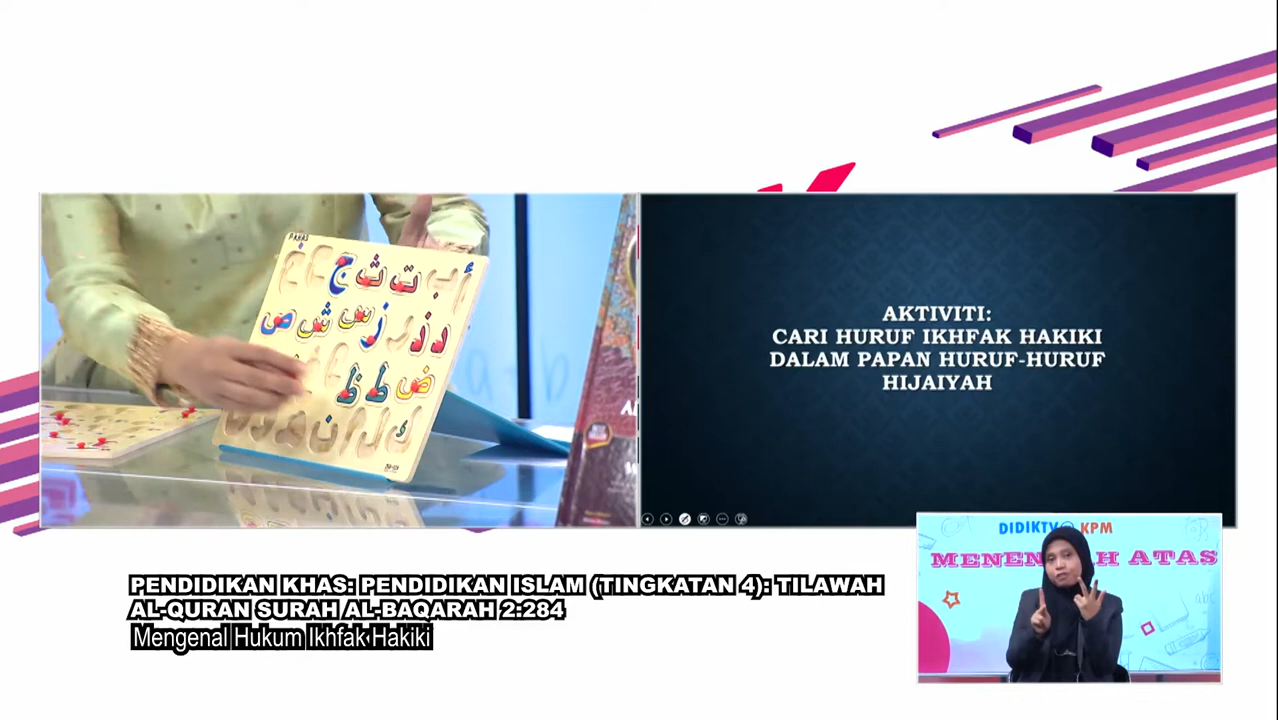 AKTIVITI:
CARI HURUF IKHFAK HAKIKI
DALAM PAPAN HURUF-HURUF
HIJAIYAH
ج ث ت
ص ش س ز ذ د
ظ ط ض
DIDIKTV@KPM
ATAS
PENDIDIKAN KHAS: PENDIDIKAN ISLAM (TINGKATAN 4): TILAWAH
AL-QURAN SURAH AL-BAQARAH 2:284
Mengenal Hukum Ikhfak Hakiki